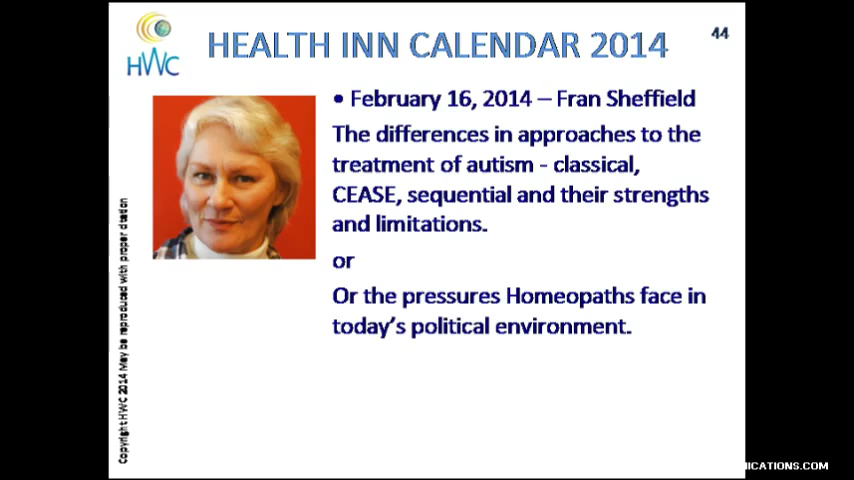 HEALTH INN CALENDAR 2014
44
HWC
• February 16, 2014 – Fran Sheffield
The differences in approaches to the
treatment of autism - classical,
CEASE, sequential and their strengths
and limitations.
or
Or the pressures Homeopaths face in
today's political environment.
Copyright HWC 2014 May be reproduced with proper citation
ICATIONS.COM